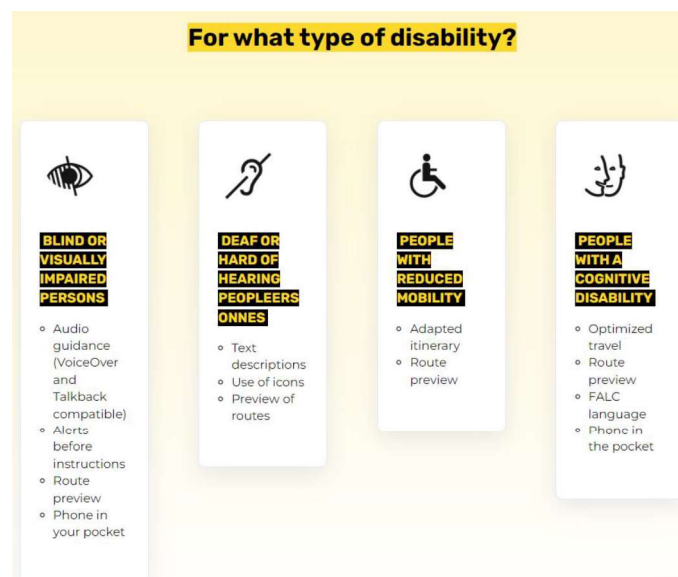 For what type of disability?
BLIND OR
VISUALLY
IMPAIRED
PERSONS
Audio
guidance
(VoiceOver
and
Talkback
compatible)
Alerts
before
instructions
Route
preview
Phone in
your pocket
DEAF OR
HARD OF
HEARING
PEOPLEERS
ONNES
Text
descriptions
Use of icons
Preview of
routes
PEOPLE
WITH
REDUCED
MOBILITY
Adapted
itinerary
Route
preview
PEOPLE
WITH A
COGNITIVE
DISABILITY
Optimized
travel
Route
preview
FALC
language
Phone in
the pocket